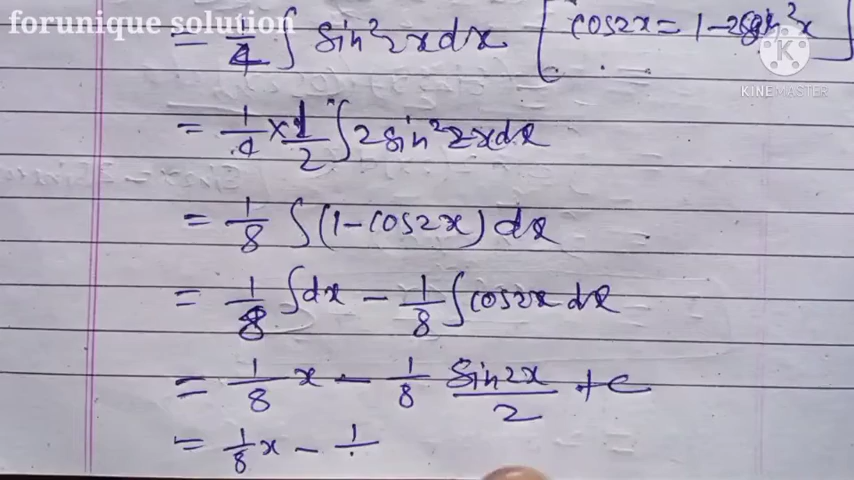 forunique solution
= 1/4 ∫ sin²2x dx [cos2x = 1 - 2sin²x]
KINEMASTER
= 1/4 × 1/2 ∫ 2sin²2x dx
= 1/8 ∫ (1 - cos2x) dx
= 1/8 ∫ dx - 1/8 ∫ cos2x dx
= 1/8 x - 1/8 sin2x/2 + c
= 1/8 x - 1/